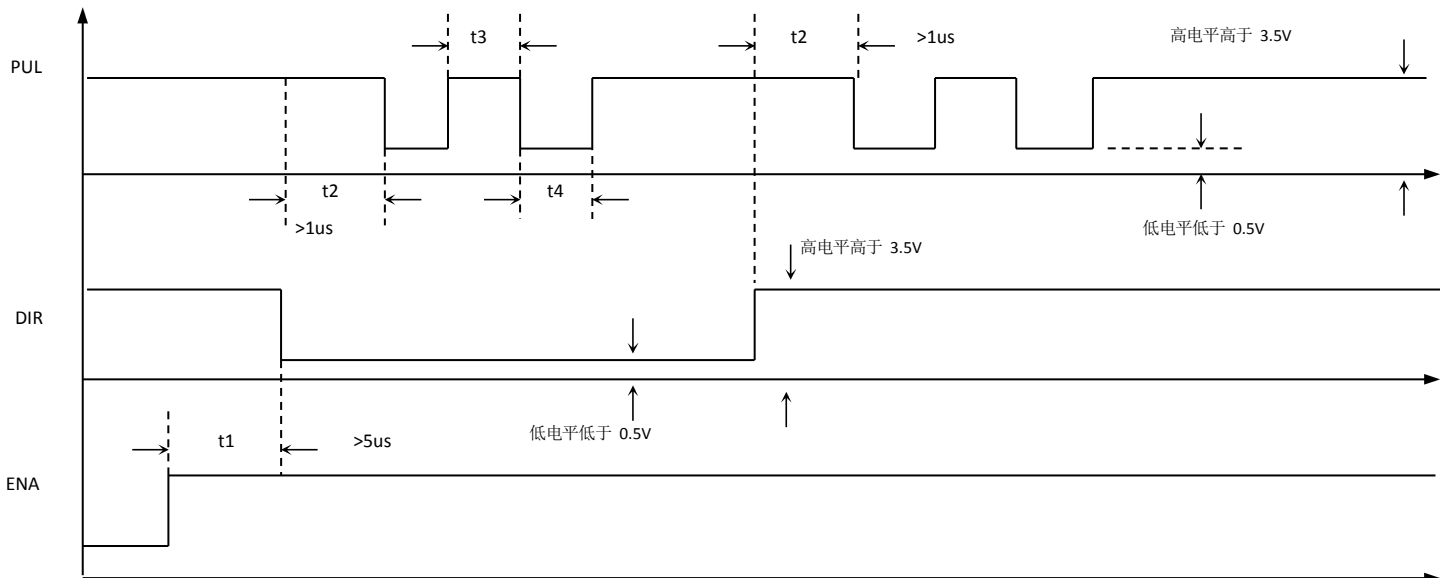 t3
t2
>1us
高电平高于 3.5V
PUL
t2
t4
>1us
低电平低于 0.5V
高电平高于 3.5V
DIR
t1
>5us
低电平低于 0.5V
ENA